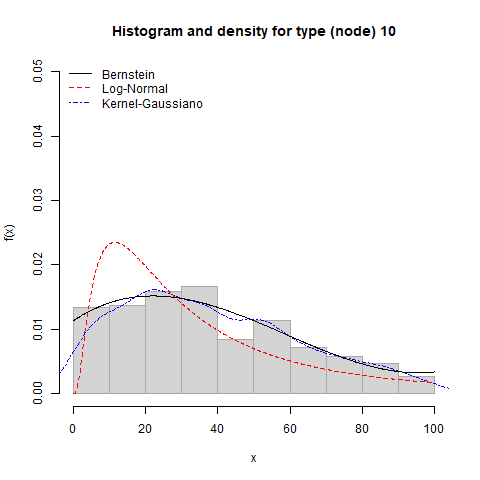 Histogram and density for type (node) 10
0.05
0.04
0.03
0.02
0.01
0.00
f(x)
Bernstein
Log-Normal
Kernel-Gaussiano
0 20 40 60 80 100
x